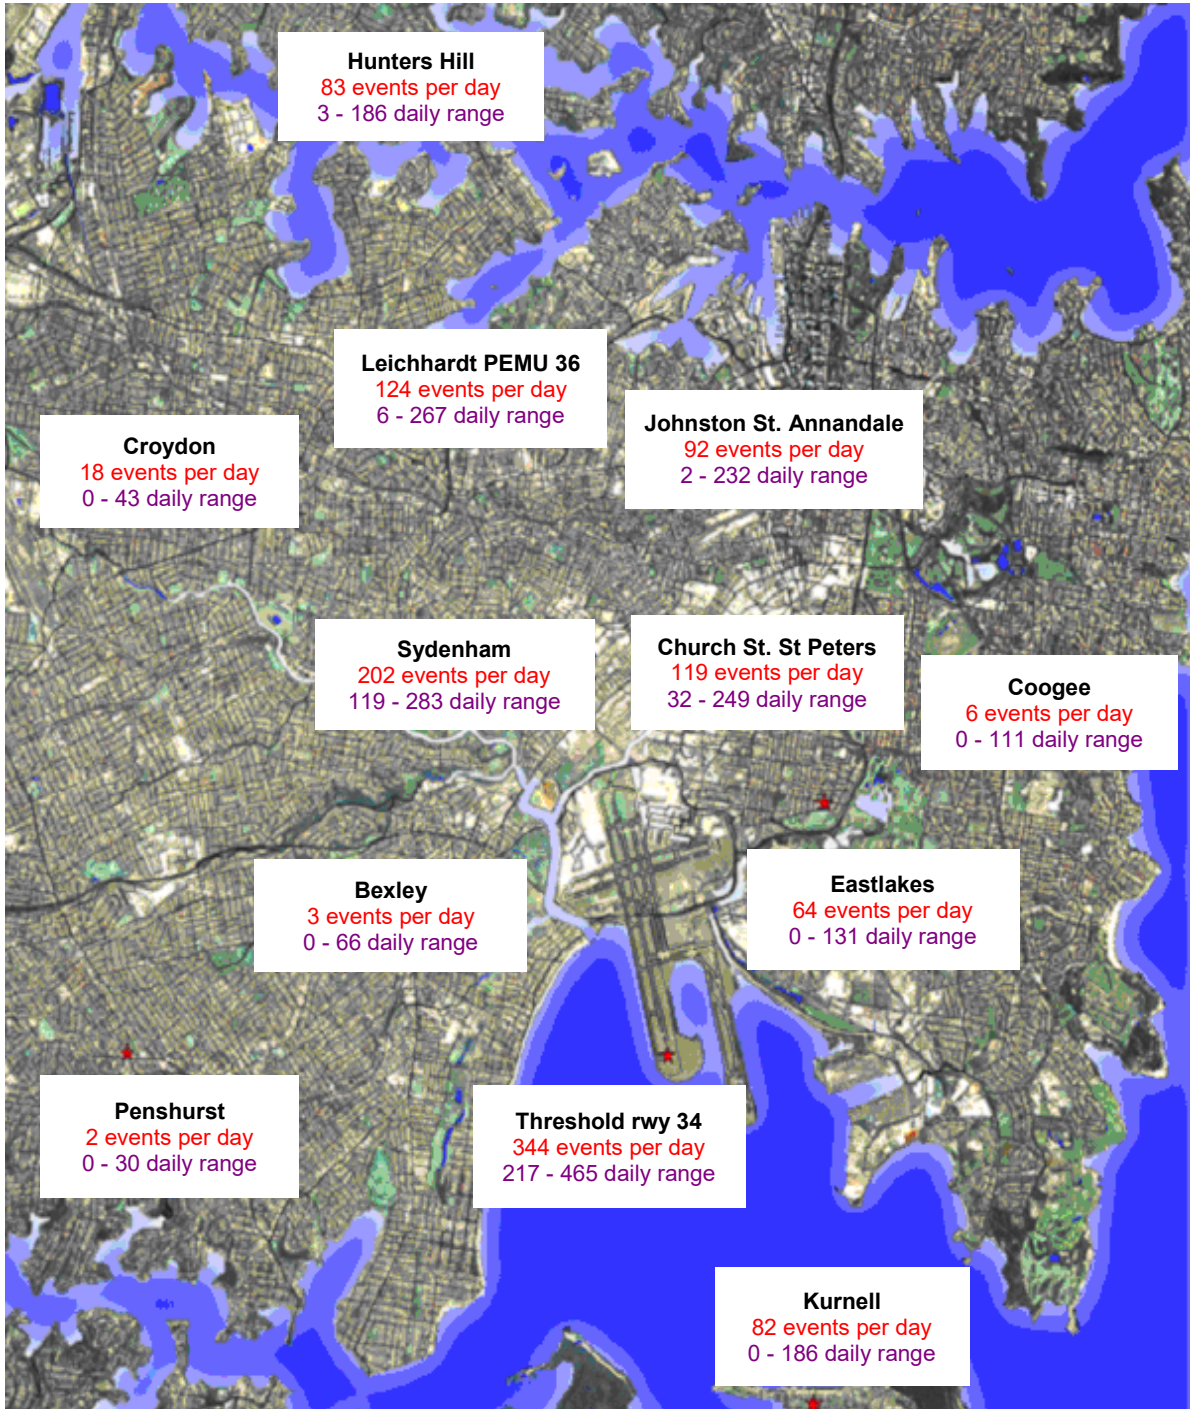 Hunters Hill
83 events per day
3 - 186 daily range
Leichhardt PEMU 36
124 events per day
6 - 267 daily range
Johnston St. Annandale
92 events per day
2 - 232 daily range
Croydon
18 events per day
0 - 43 daily range
Sydenham
202 events per day
119 - 283 daily range
Church St. St Peters
119 events per day
32 - 249 daily range
Coogee
6 events per day
0 - 111 daily range
Bexley
3 events per day
0 - 66 daily range
Eastlakes
64 events per day
0 - 131 daily range
Penshurst
2 events per day
0 - 30 daily range
Threshold rwy 34
344 events per day
217 - 465 daily range
Kurnell
82 events per day
0 - 186 daily range